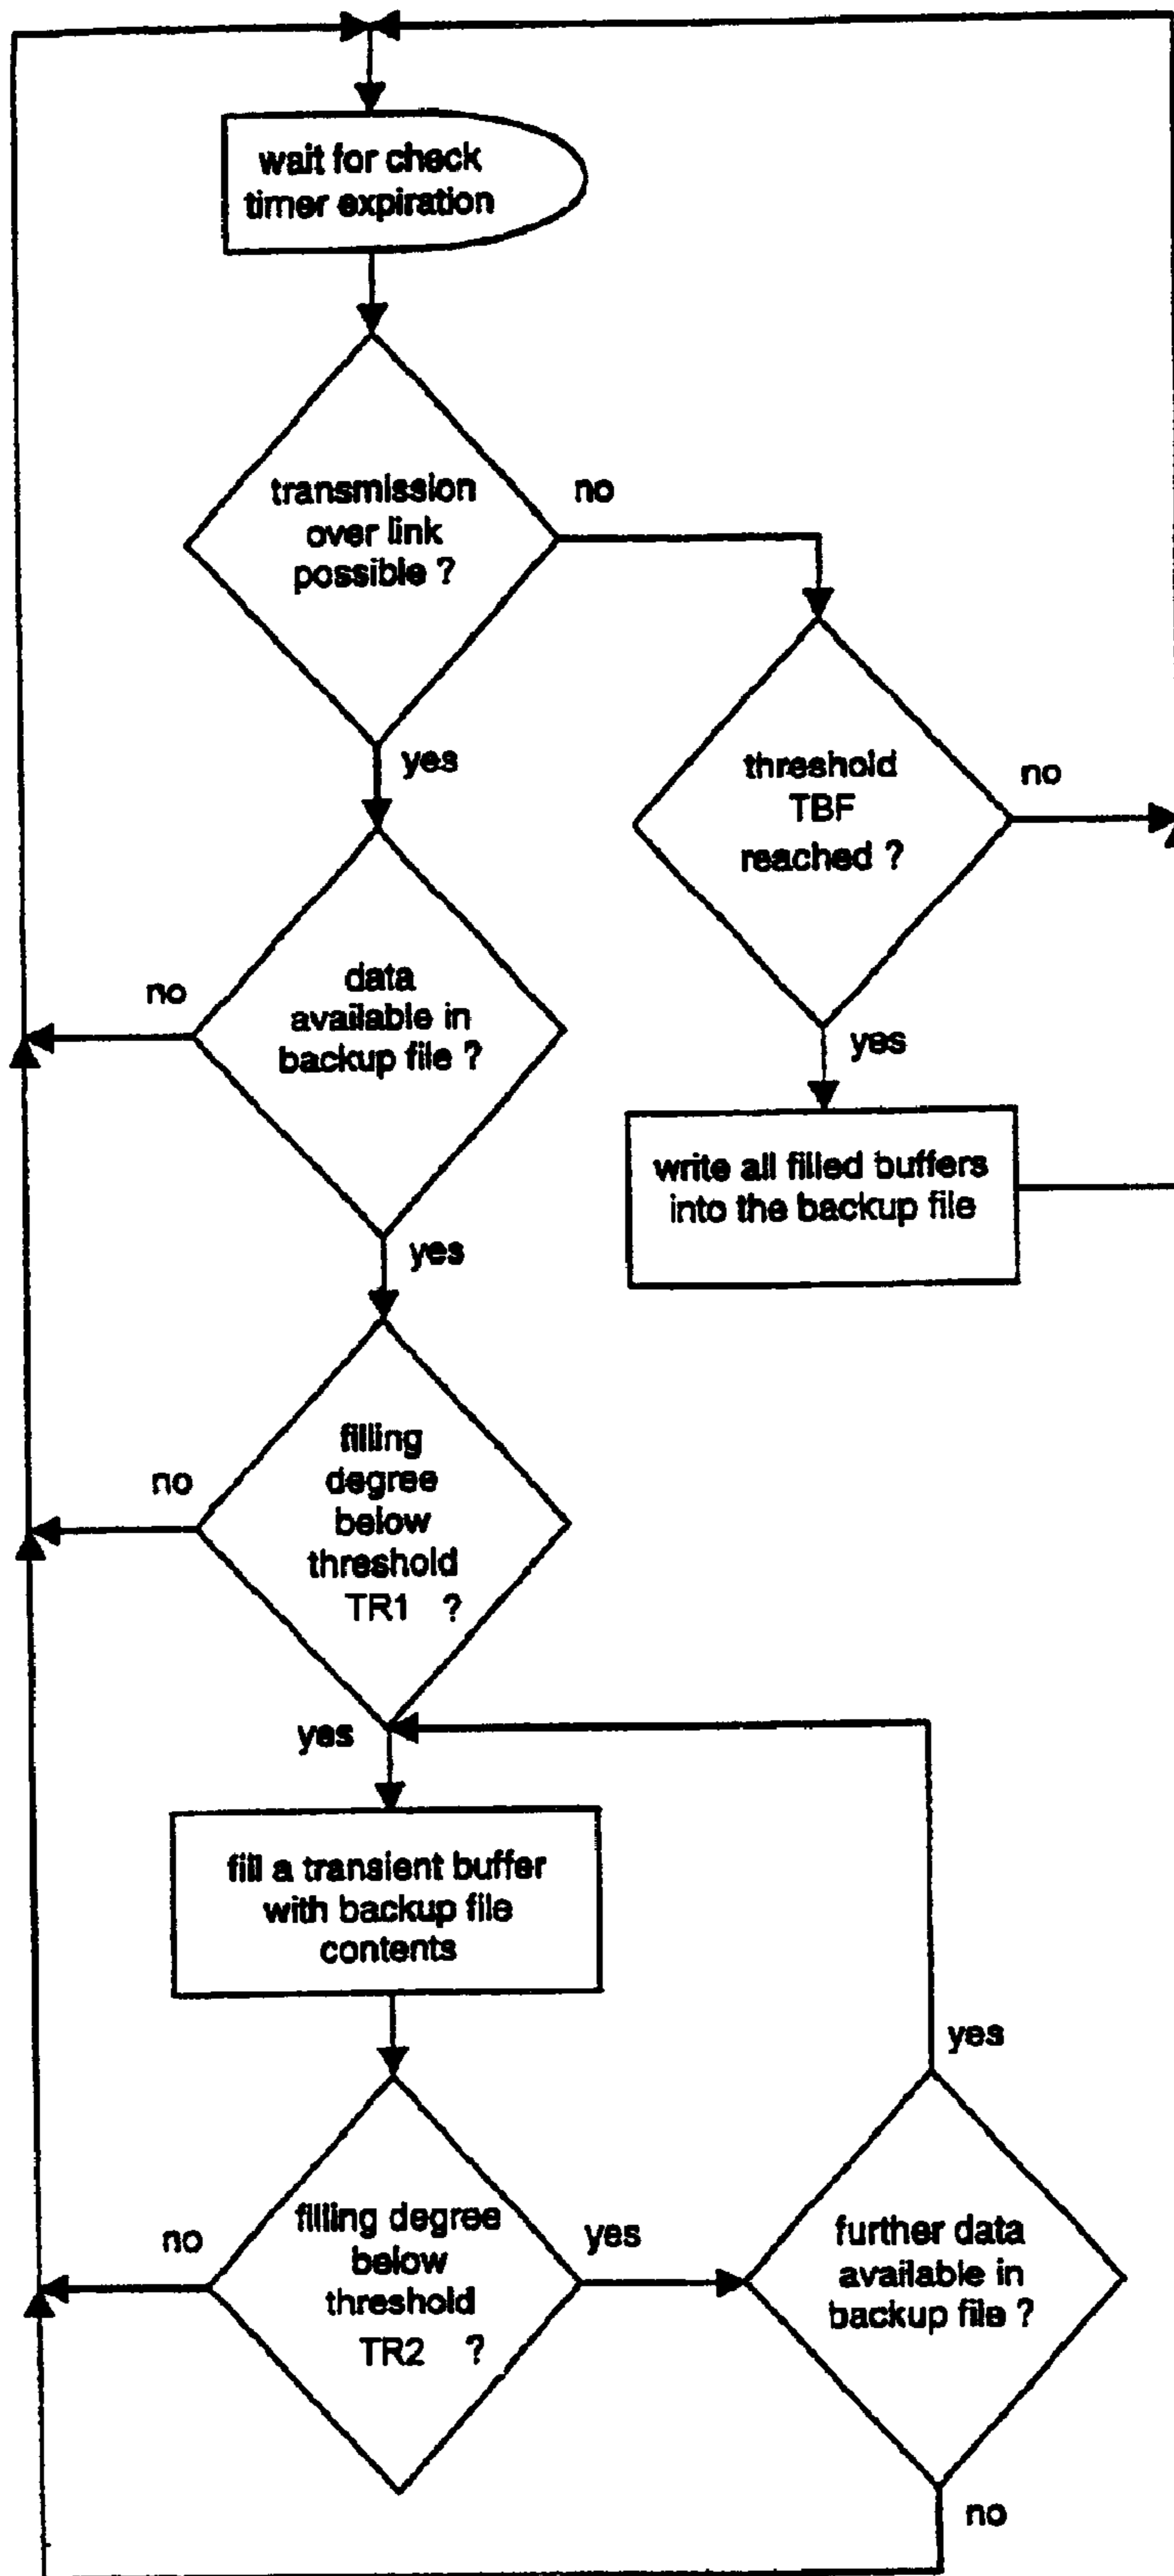 wait for check
timer expiration
transmission
over link
possible ?
no
yes
threshold
TBF
reached ?
no
yes
data
available in
backup file ?
no
yes
write all filled buffers
into the backup file
filling
degree
below
threshold
TR1 ?
no
yes
fill a transient buffer
with backup file
contents
filling degree
below
threshold
TR2 ?
no
yes
further data
available in
backup file ?
yes
no